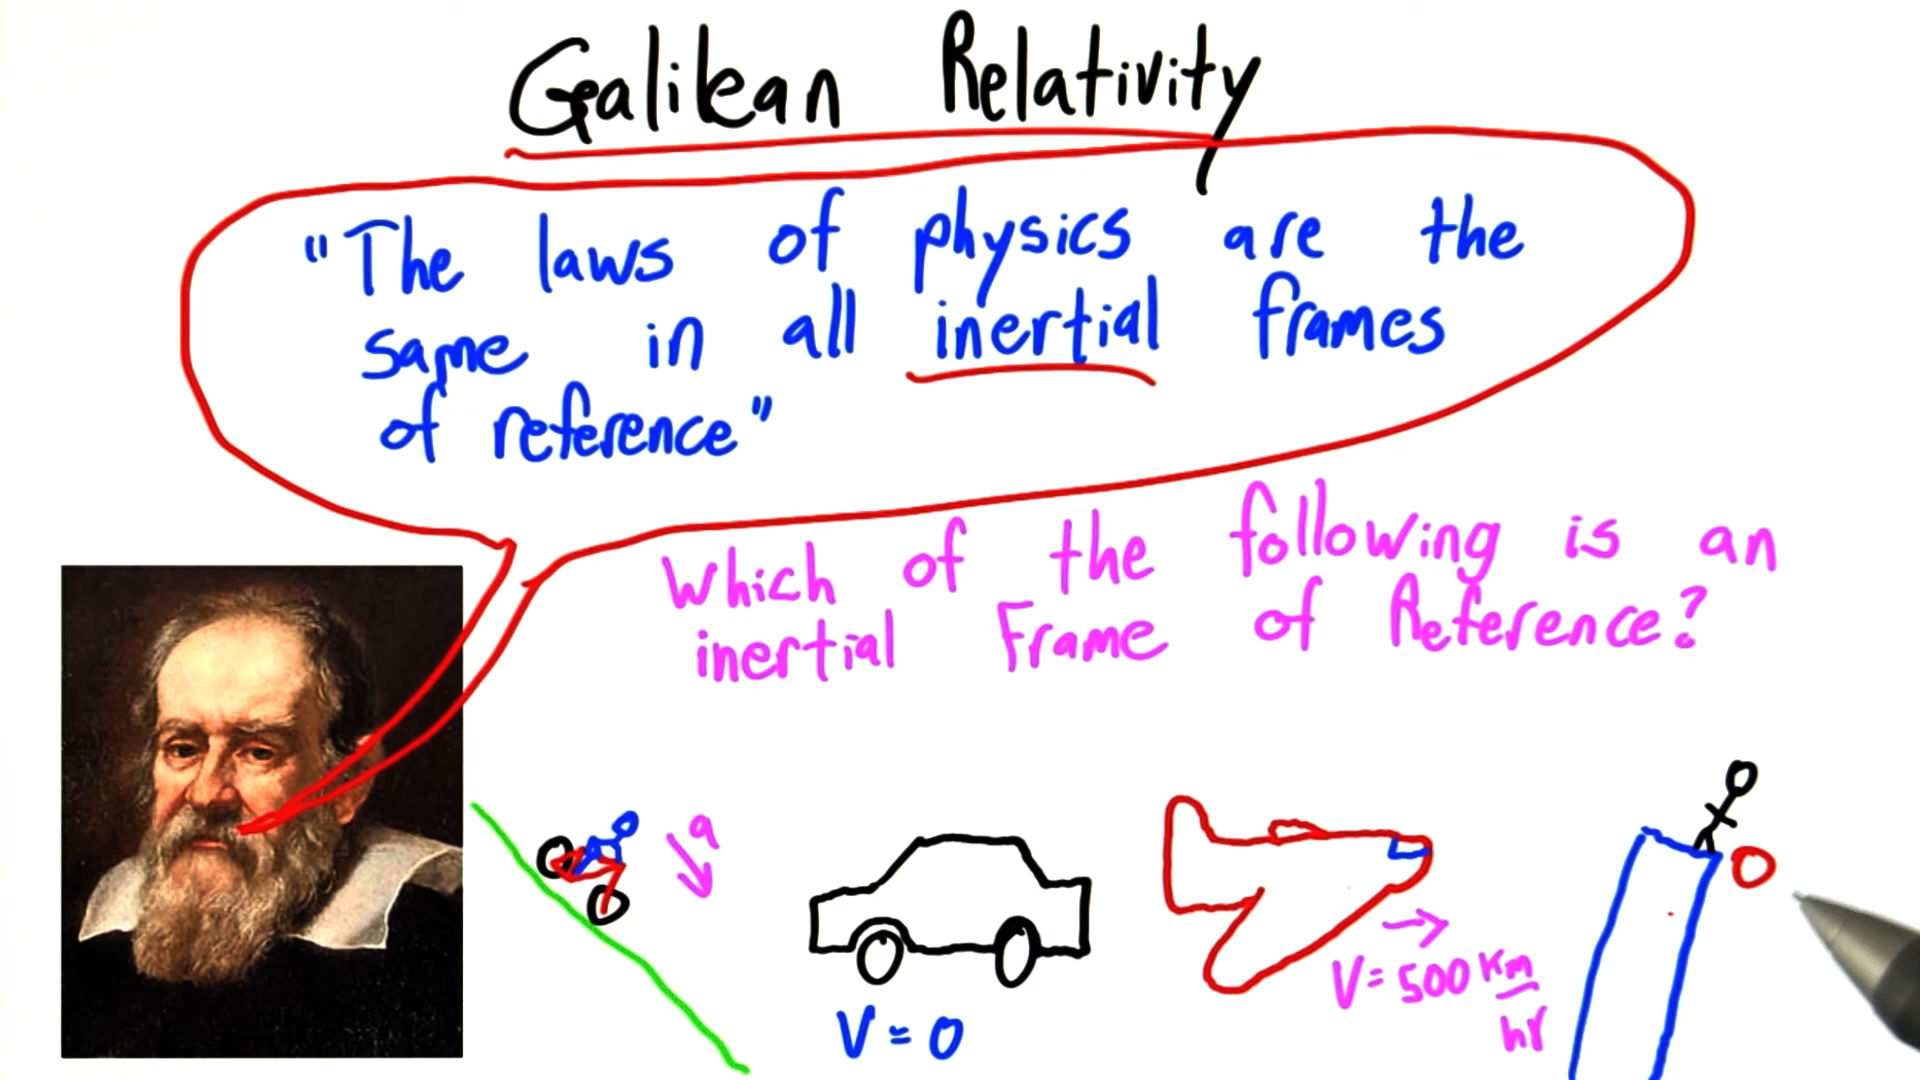 Galilean Relativity
"The laws of physics are the
same in all inertial frames
of reference"
Which of the following is an
inertial Frame of Reference?
a
V = 0
V = 500 Km/hr